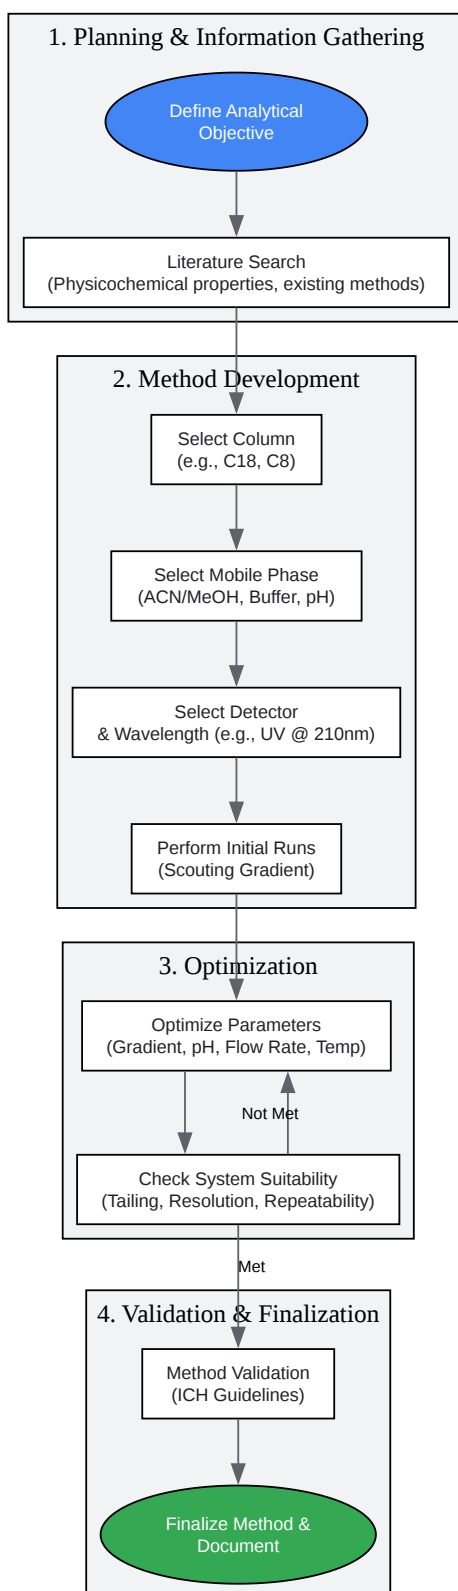 1. Planning & Information Gathering
Define Analytical
Objective
Literature Search
(Physicochemical properties, existing methods)
2. Method Development
Select Column
(e.g., C18, C8)
Select Mobile Phase
(ACN/MeOH, Buffer, pH)
Select Detector
& Wavelength (e.g., UV @ 210nm)
Perform Initial Runs
(Scouting Gradient)
3. Optimization
Optimize Parameters
(Gradient, pH, Flow Rate, Temp)
Not Met
Check System Suitability
(Tailing, Resolution, Repeatability)
Met
4. Validation & Finalization
Method Validation
(ICH Guidelines)
Finalize Method &
Document